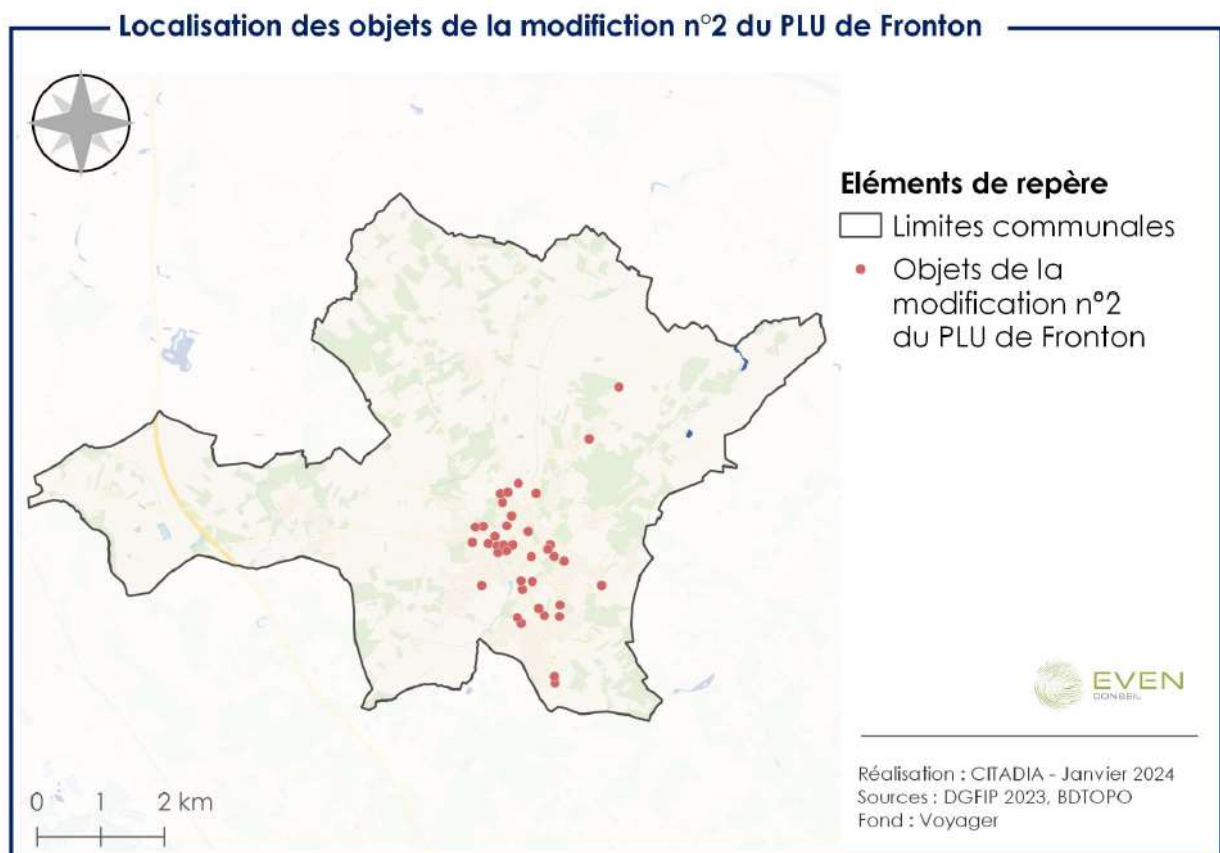 Localisation des objets de la modifiction n°2 du PLU de Fronton
Eléments de repère
Limites communales
Objets de la
modification n°2
du PLU de Fronton
EVEN
CONSEIL
Réalisation : CITADIA - Janvier 2024
Sources : DGFIP 2023, BDTOPO
Fond : Voyager
0 1 2 km